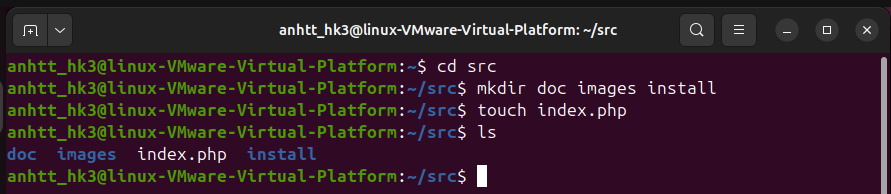 anhtt_hk3@linux-VMware-Virtual-Platform: ~/src
anhtt_hk3@linux-VMware-Virtual-Platform:~$ cd src
anhtt_hk3@linux-VMware-Virtual-Platform:~/src$ mkdir doc images install
anhtt_hk3@linux-VMware-Virtual-Platform:~/src$ touch index.php
anhtt_hk3@linux-VMware-Virtual-Platform:~/src$ ls
doc  images  index.php  install
anhtt_hk3@linux-VMware-Virtual-Platform:~/src$